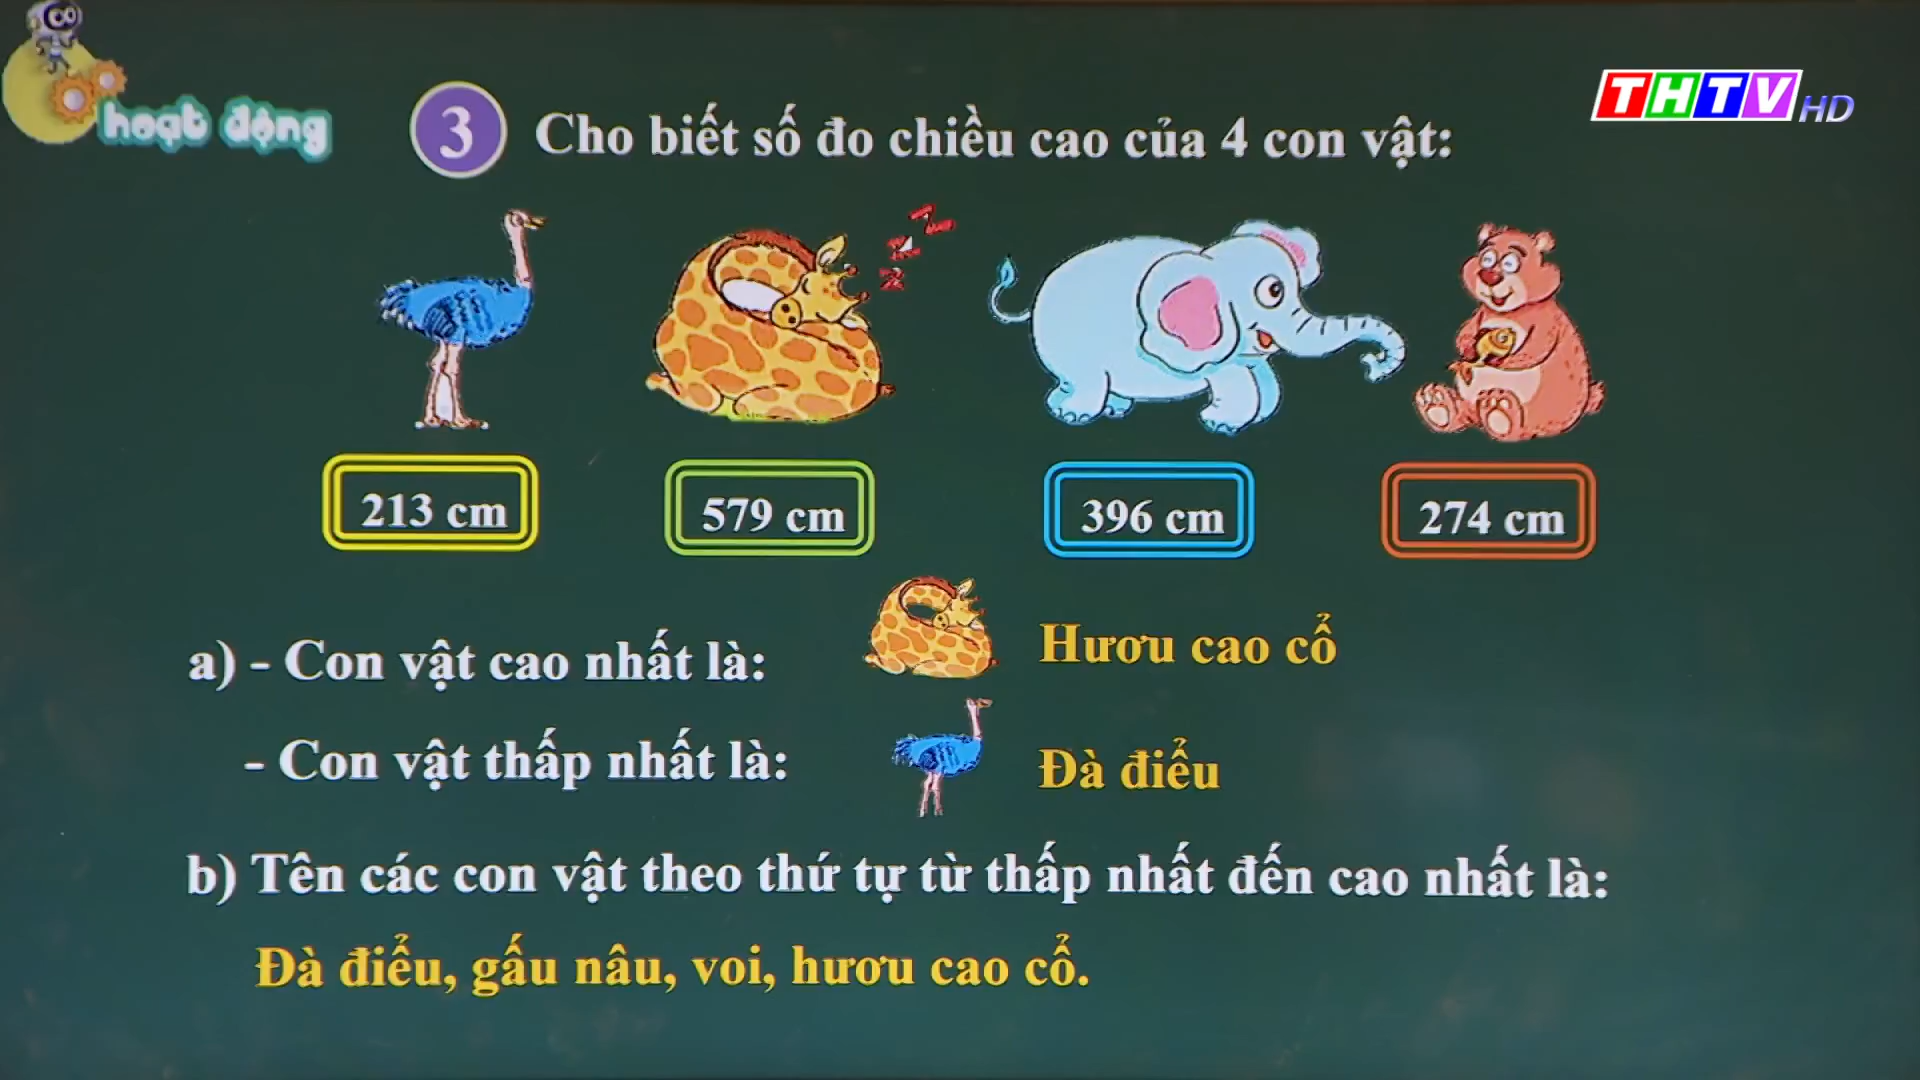 THTV HD
hoạt động
3 Cho biết số đo chiều cao của 4 con vật:
z z Z
213 cm 579 cm 396 cm 274 cm
a) - Con vật cao nhất là: Hươu cao cổ
- Con vật thấp nhất là: Đà điểu
b) Tên các con vật theo thứ tự từ thấp nhất đến cao nhất là:
Đà điểu, gấu nâu, voi, hươu cao cổ.